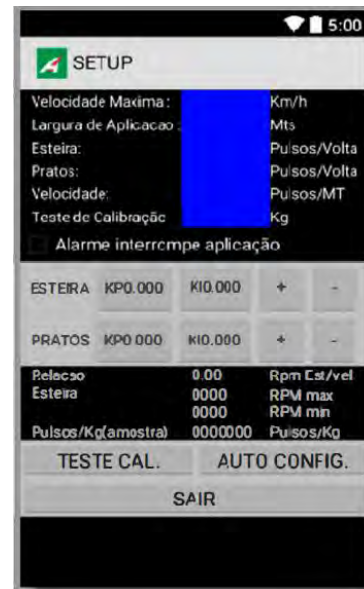 5:00
SETUP
Velocidade Maxima: Km/h
Largura de Aplicacao: Mts
Esteira: Pulsos/Volta
Pratos: Pulsos/Volta
Velocidade: Pulsos/MT
Teste de Calibração Kg
Alarme interrompe aplicação
ESTEIRA KP0.000 KI0.000 + -
PRATOS KP0.000 KI0.000 + -
Relacao 0.00 Rpm Est/vel
Esteira 0000 RPM max
0000 RPM min
Pulsos/Kg(amostra) 0000000 Pulsos/Kg
TESTE CAL. AUTO CONFIG.
SAIR